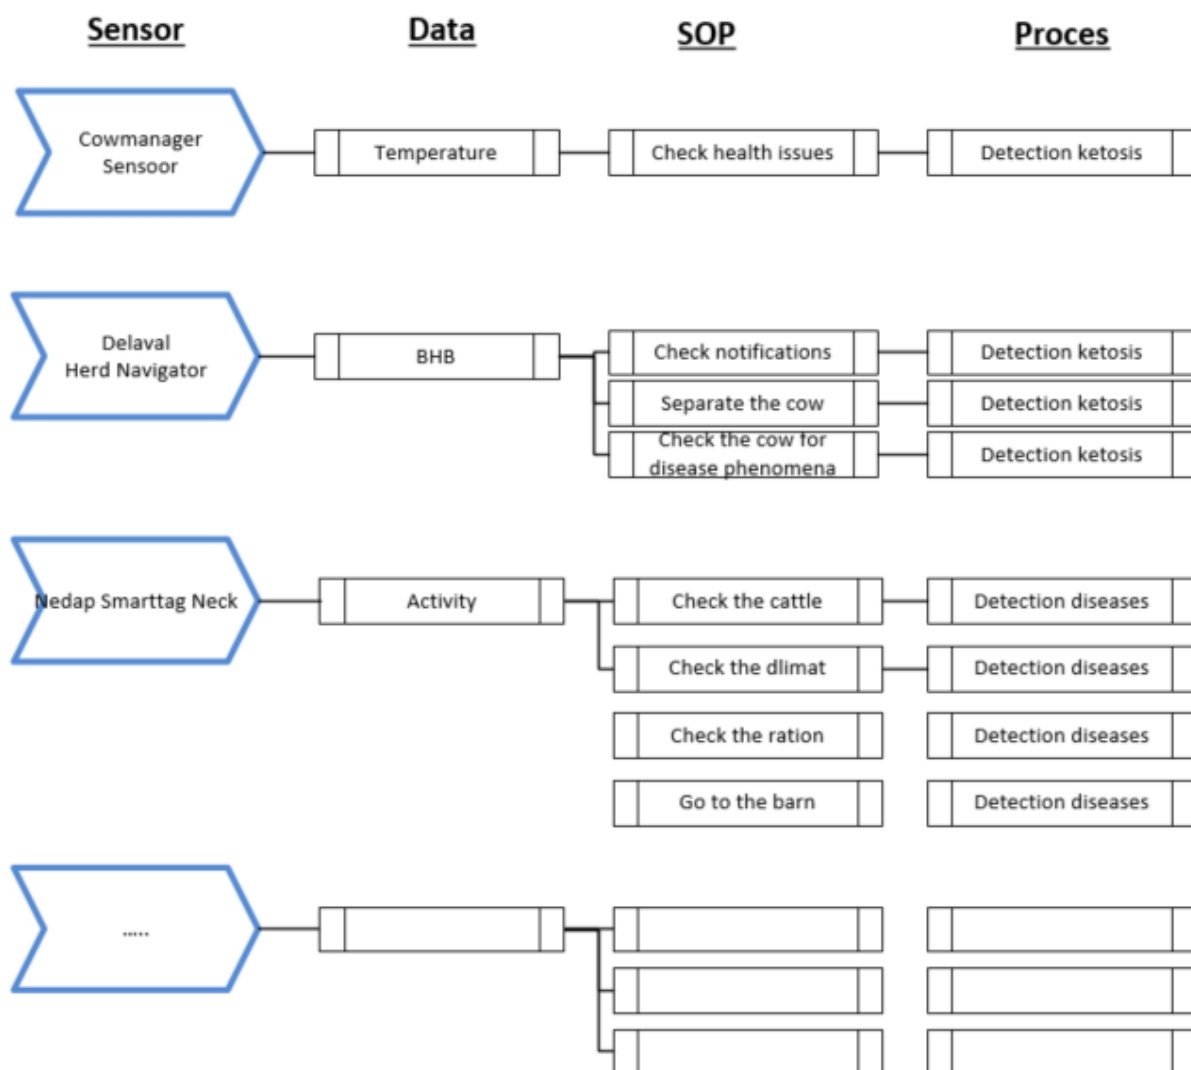 Sensor Data SOP Proces
Cowmanager
Sensoor
Temperature
Check health issues
Detection ketosis
Delaval
Herd Navigator
BHB
Check notifications
Detection ketosis
Separate the cow
Detection ketosis
Check the cow for
disease phenomena
Detection ketosis
Nedap Smarttag Neck
Activity
Check the cattle
Detection diseases
Check the dlimat
Detection diseases
Check the ration
Detection diseases
Go to the barn
Detection diseases
.....